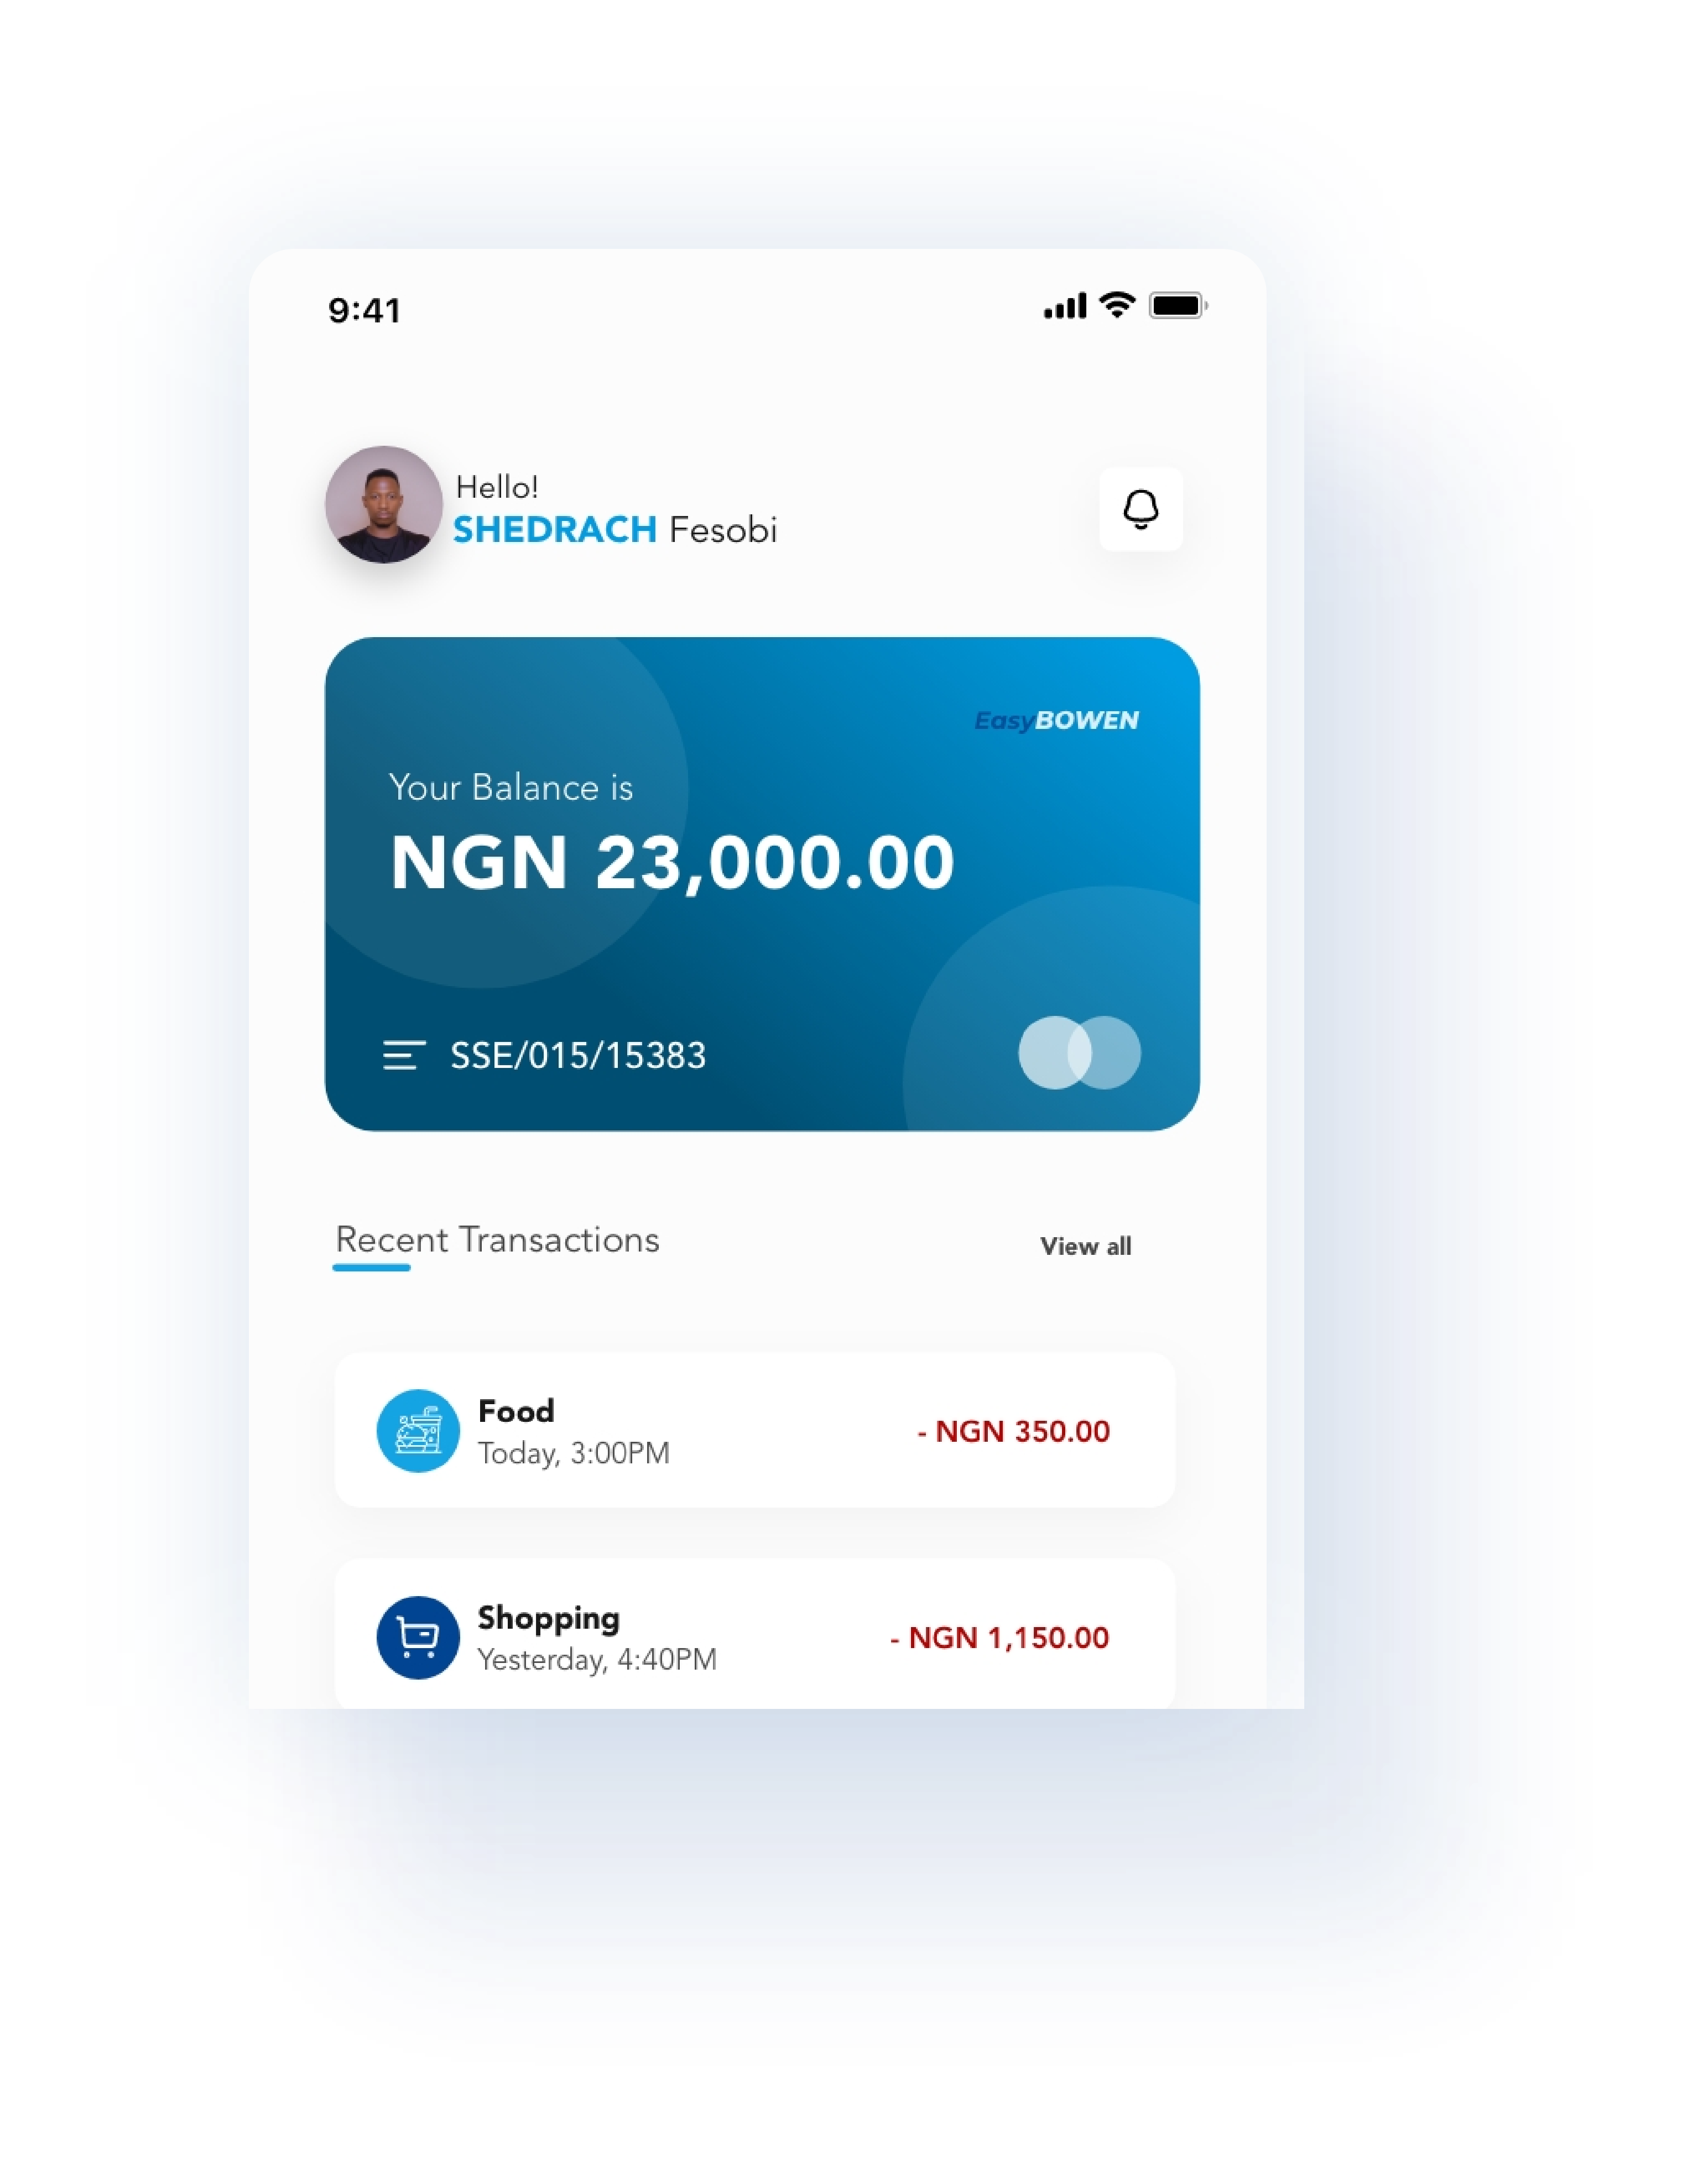 9:41
Hello!
SHEDRACH Fesobi
EasyBOWEN
Your Balance is
NGN 23,000.00
SSE/015/15383
Recent Transactions
View all
Food
Today, 3:00PM
- NGN 350.00
Shopping
Yesterday, 4:40PM
- NGN 1,150.00